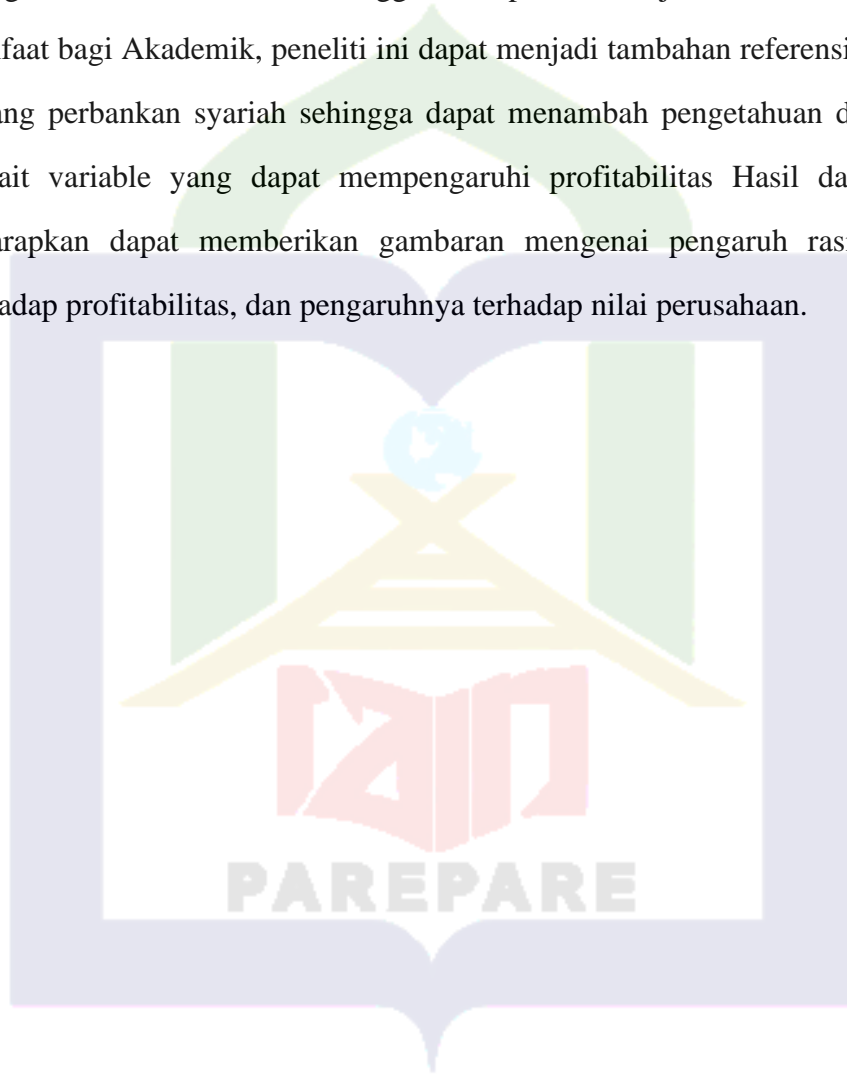 faat bagi Akademik, peneliti ini dapat menjadi tambahan referensi
ang perbankan syariah sehingga dapat menambah pengetahuan d
ait variable yang dapat mempengaruhi profitabilitas Hasil da
arapkan dapat memberikan gambaran mengenai pengaruh ras
adap profitabilitas, dan pengaruhnya terhadap nilai perusahaan.
iain
PAREPARE